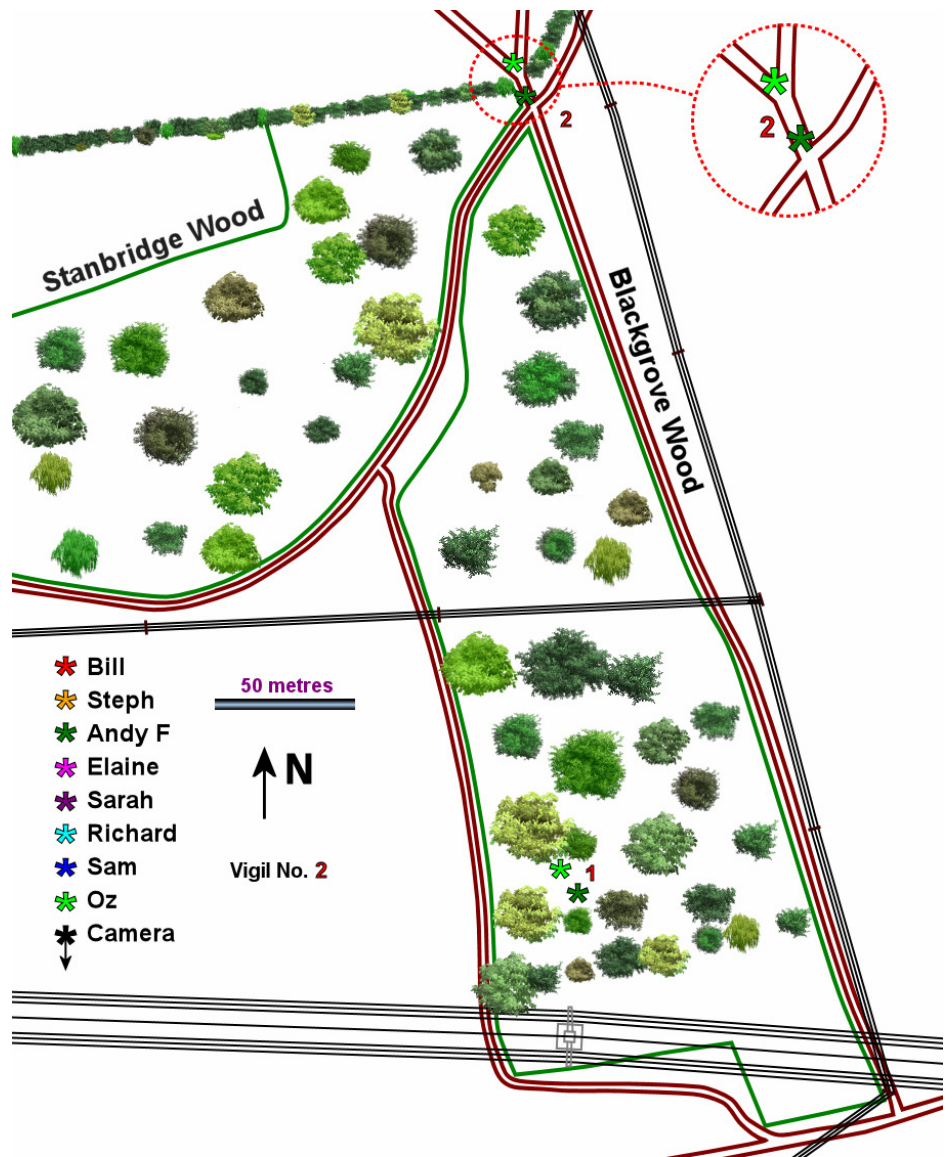 2
2
Stanbridge Wood
Blackgrove Wood
Bill
Steph
Andy F
Elaine
Sarah
Richard
Sam
Oz
Camera
50 metres
N
Vigil No. 2
1